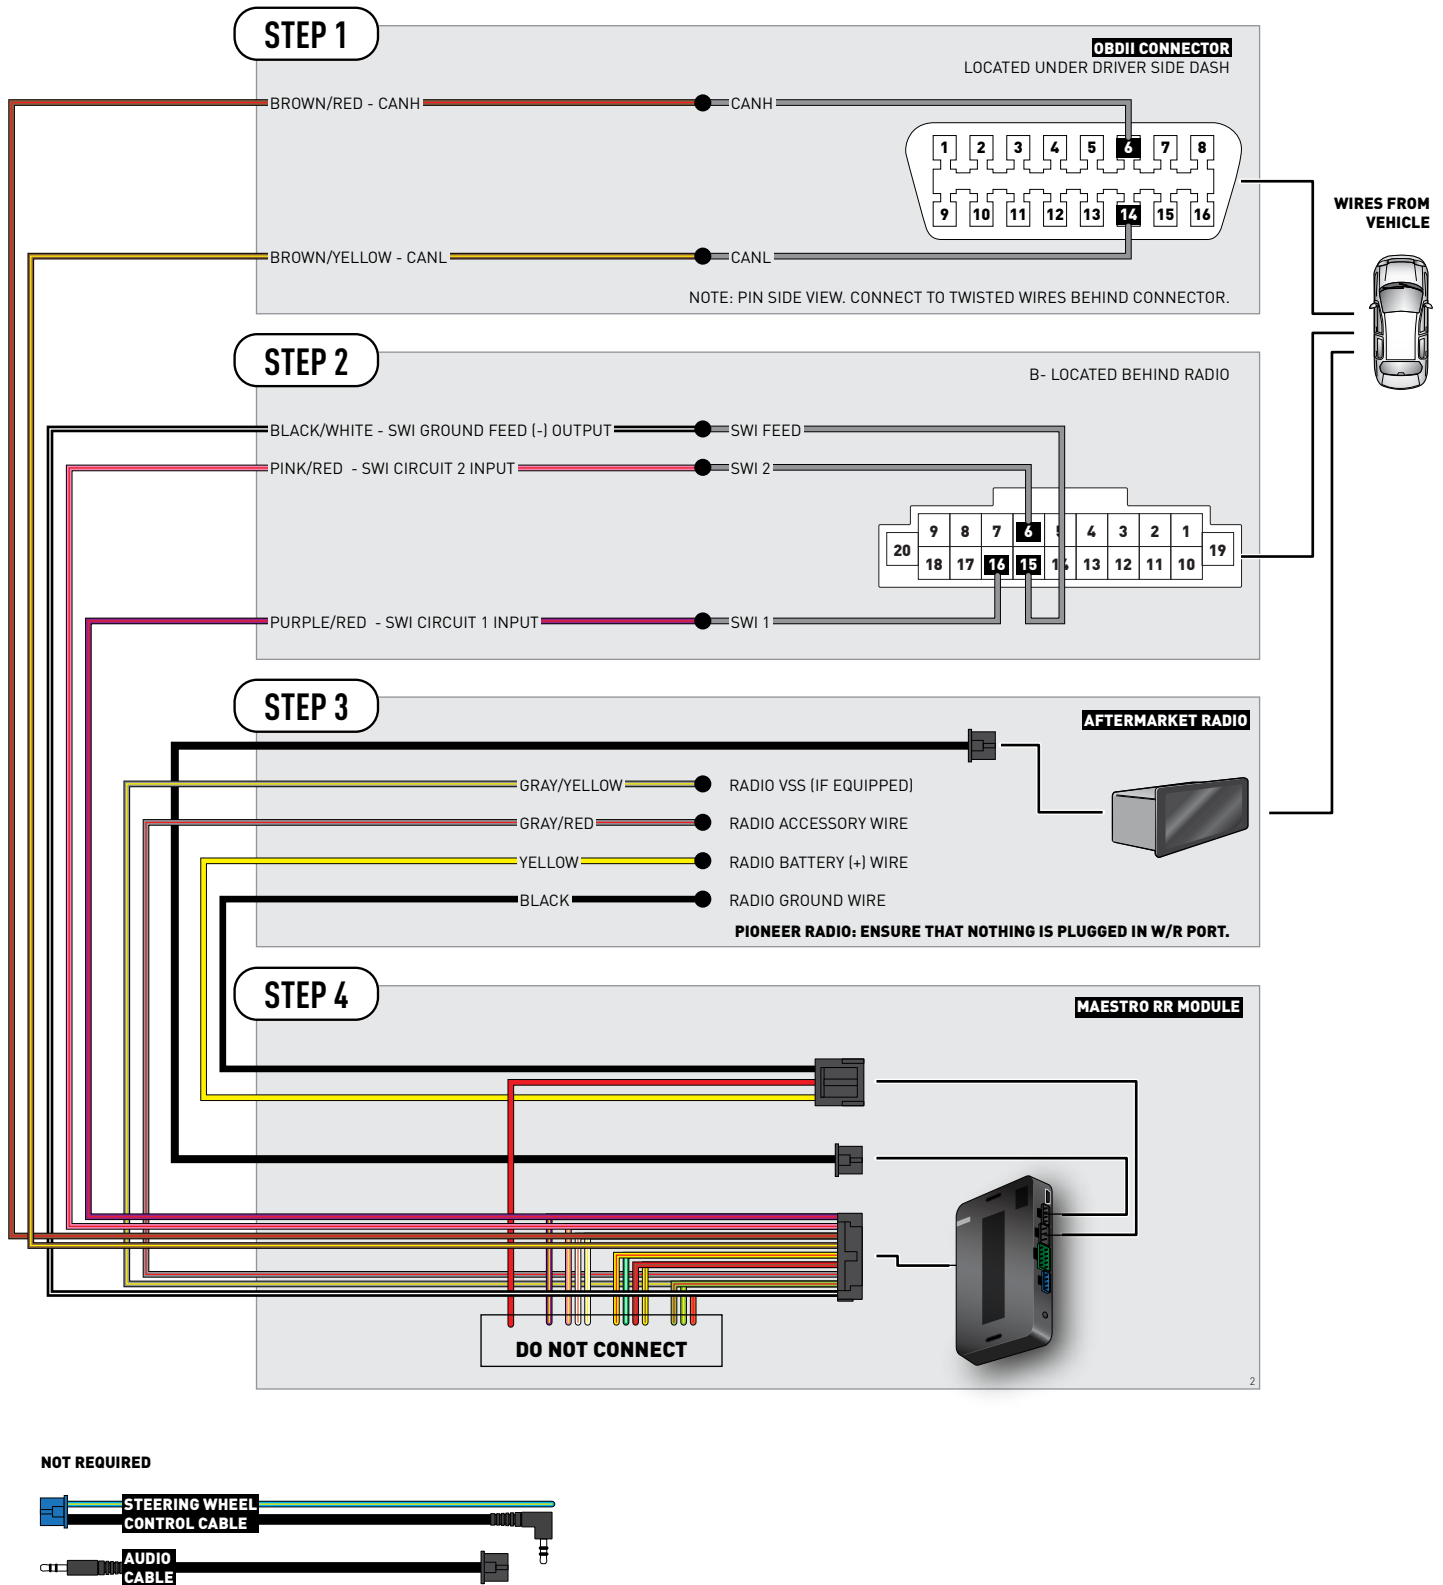 STEP 1
OBDII CONNECTOR
LOCATED UNDER DRIVER SIDE DASH
BROWN/RED - CANH
CANH
1 2 3 4 5 6 7 8
9 10 11 12 13 14 15 16
WIRES FROM
VEHICLE
BROWN/YELLOW - CANL
CANL
NOTE: PIN SIDE VIEW. CONNECT TO TWISTED WIRES BEHIND CONNECTOR.
STEP 2
B- LOCATED BEHIND RADIO
BLACK/WHITE - SWI GROUND FEED (-) OUTPUT
SWI FEED
PINK/RED - SWI CIRCUIT 2 INPUT
SWI 2
9 8 7 6 5 4 3 2 1
20 19
18 17 16 15 14 13 12 11 10
PURPLE/RED - SWI CIRCUIT 1 INPUT
SWI 1
STEP 3
AFTERMARKET RADIO
GRAY/YELLOW
RADIO VSS (IF EQUIPPED)
GRAY/RED
RADIO ACCESSORY WIRE
YELLOW
RADIO BATTERY (+) WIRE
BLACK
RADIO GROUND WIRE
PIONEER RADIO: ENSURE THAT NOTHING IS PLUGGED IN W/R PORT.
STEP 4
MAESTRO RR MODULE
DO NOT CONNECT
2
NOT REQUIRED
STEERING WHEEL
CONTROL CABLE
AUDIO
CABLE